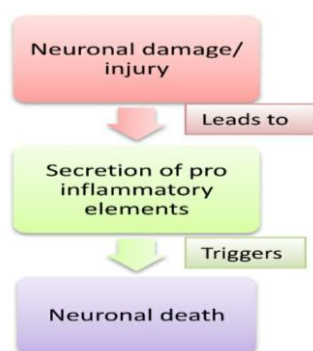 Neuronal damage/
injury
Leads to
Secretion of pro
inflammatory
elements
Triggers
Neuronal death